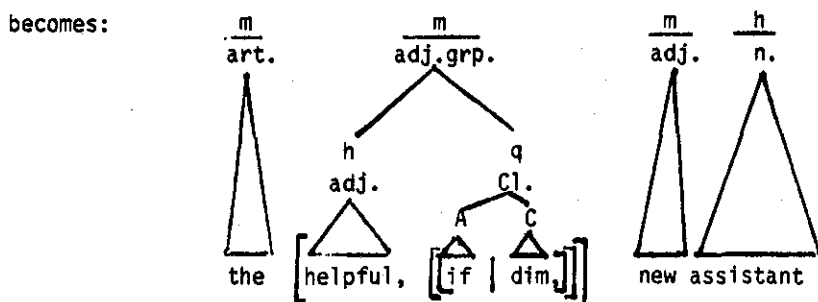 becomes: m m m h
art. adj.grp. adj. n.
h q
adj. Cl.
A C
the [helpful, [[if | dim,]]] new assistant